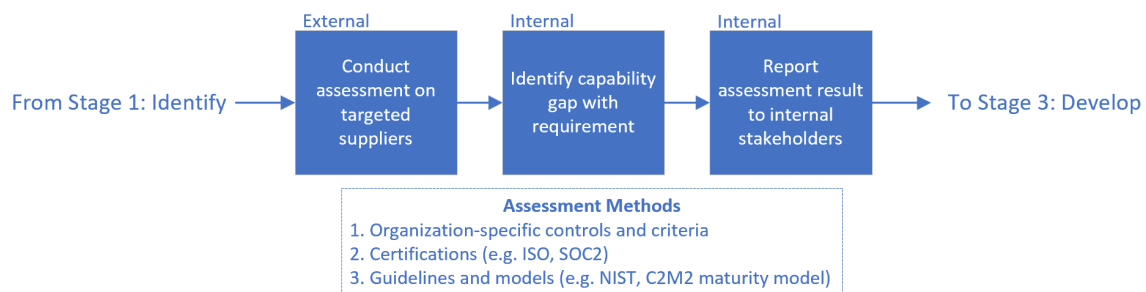 External
Internal
Internal
From Stage 1: Identify
Conduct
assessment on
targeted
suppliers
Identify capability
gap with
requirement
Report
assessment result
to internal
stakeholders
To Stage 3: Develop
Assessment Methods
1. Organization-specific controls and criteria
2. Certifications (e.g. ISO, SOC2)
3. Guidelines and models (e.g. NIST, C2M2 maturity model)